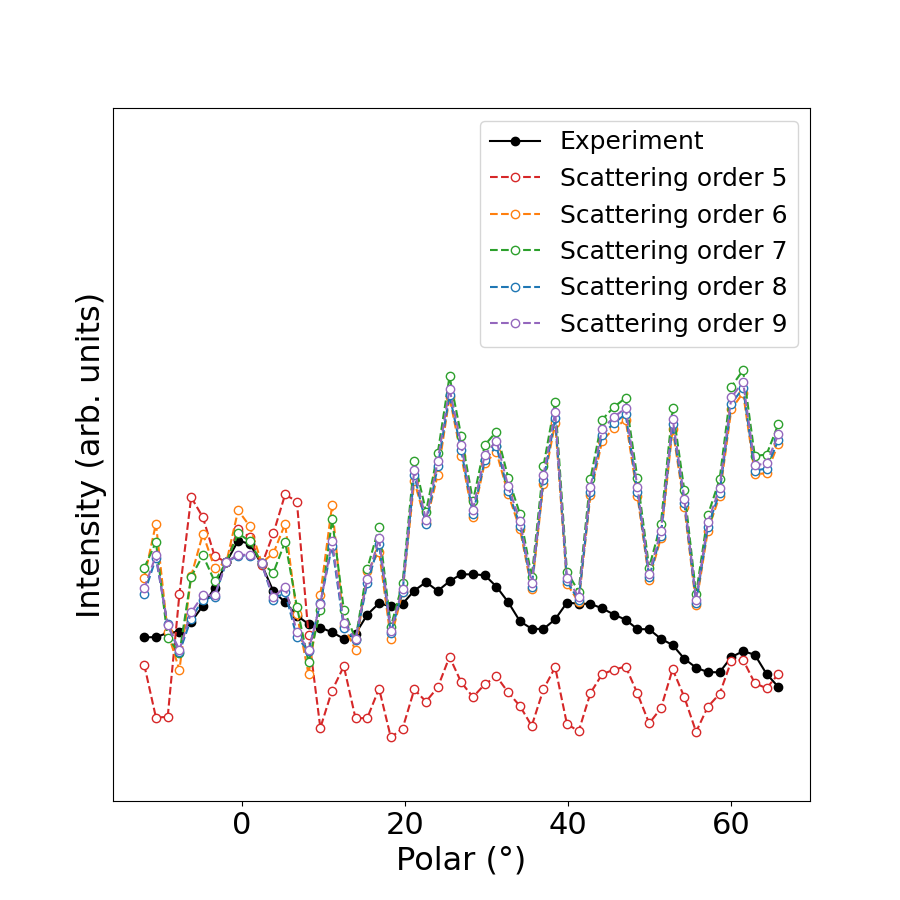 Experiment
Scattering order 5
Scattering order 6
Scattering order 7
Scattering order 8
Scattering order 9
Intensity (arb. units)
0 20 40 60
Polar (°)